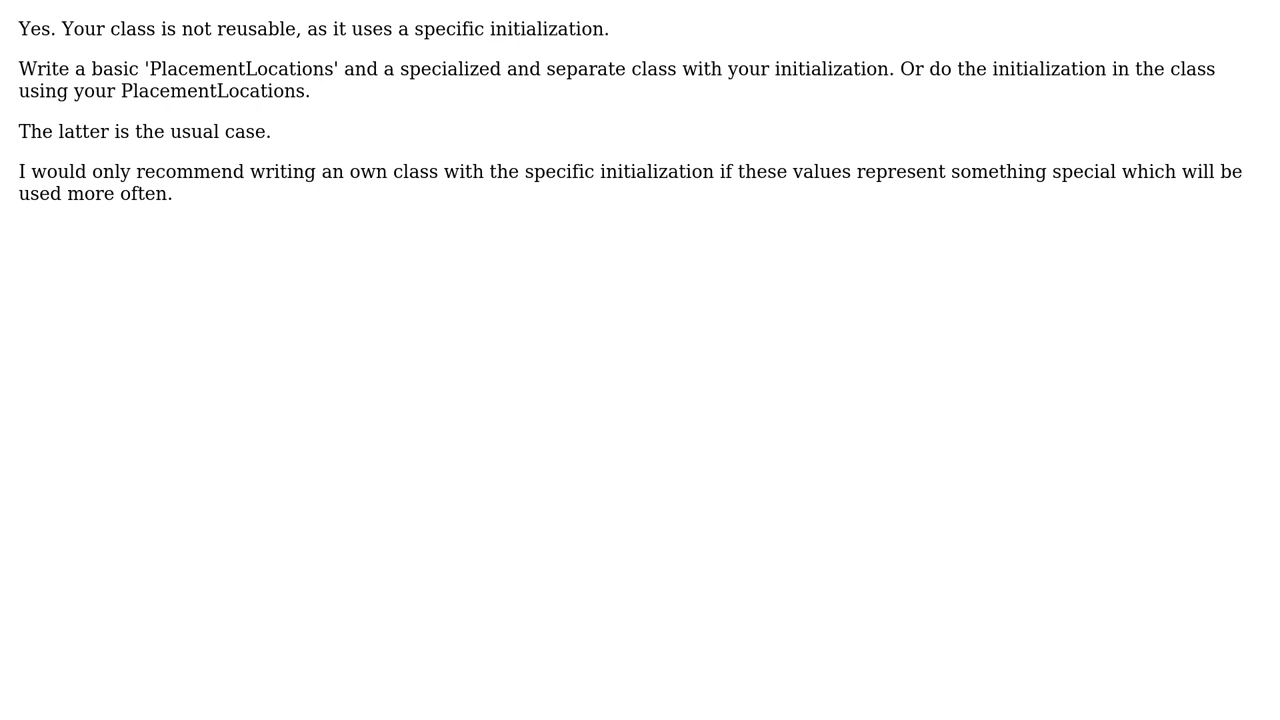 Yes. Your class is not reusable, as it uses a specific initialization.
Write a basic 'PlacementLocations' and a specialized and separate class with your initialization. Or do the initialization in the class
using your PlacementLocations.
The latter is the usual case.
I would only recommend writing an own class with the specific initialization if these values represent something special which will be
used more often.